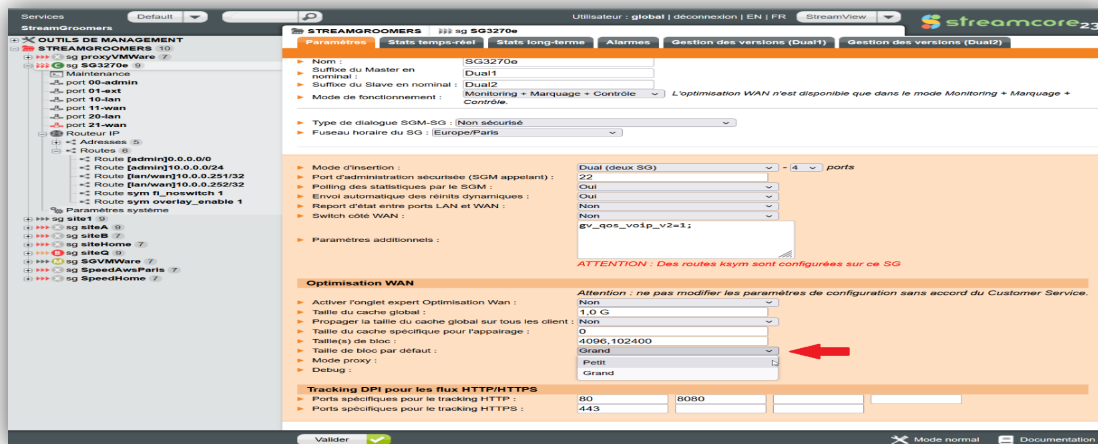 Services
Default
Utilisateur : global | déconnexion | EN | FR
StreamView
streamcore23
StreamGroomers
OUTILS DE MANAGEMENT
STREAMGROOMERS 10
sg proxyVMWare 7
sg SG3270e 9
Maintenance
port 00-admin
port 01-ext
port 10-lan
port 11-wan
port 20-lan
port 21-wan
Routeur IP
Adresses 5
Routes 6
Route [admin]0.0.0.0/0
Route [admin]10.0.0.0/24
Route [lan/wan]10.0.0.251/32
Route [lan/wan]10.0.0.252/32
Route sym fi_noswitch 1
Route sym overlay_enable 1
Paramètres système
sg site1 9
sg siteA 9
sg siteB 7
sg siteHome 7
sg siteQ 9
sg SGVMWare 7
sg SpeedAwsParis 7
sg SpeedHome 7
STREAMGROOMERS sg SG3270e
Paramètres Stats temps-réel Stats long-terme Alarmes Gestion des versions (Dual1) Gestion des versions (Dual2)
Nom : SG3270e
Suffixe du Master en nominal : Dual1
Suffixe du Slave en nominal : Dual2
Mode de fonctionnement : Monitoring + Marquage + Contrôle L'optimisation WAN n'est disponible que dans le mode Monitoring + Marquage +
Contrôle.
Type de dialogue SGM-SG : Non sécurisé
Fuseau horaire du SG : Europe/Paris
Mode d'insertion : Dual (deux SG) - 4 ports
Port d'administration sécurisée (SGM appelant) : 22
Polling des statistiques par le SGM : Oui
Envoi automatique des réinits dynamiques : Oui
Report d'état entre ports LAN et WAN : Non
Switch côté WAN : Non
Paramètres additionnels : gv_qos_voip_v2=1;
ATTENTION : Des routes ksym sont configurées sur ce SG
Optimisation WAN
Attention : ne pas modifier les paramètres de configuration sans accord du Customer Service.
Activer l'onglet expert Optimisation Wan : Non
Taille du cache global : 1,0 G
Propager la taille du cache global sur tous les client : Non
Taille du cache spécifique pour l'appairage : 0
Taille(s) de bloc : 4096,102400
Taille de bloc par défaut : Grand
Mode proxy : Petit
Debug : Grand
Tracking DPI pour les flux HTTP/HTTPS
Ports spécifiques pour le tracking HTTP : 80 8080
Ports spécifiques pour le tracking HTTPS : 443
Valider
Mode normal
Documentation